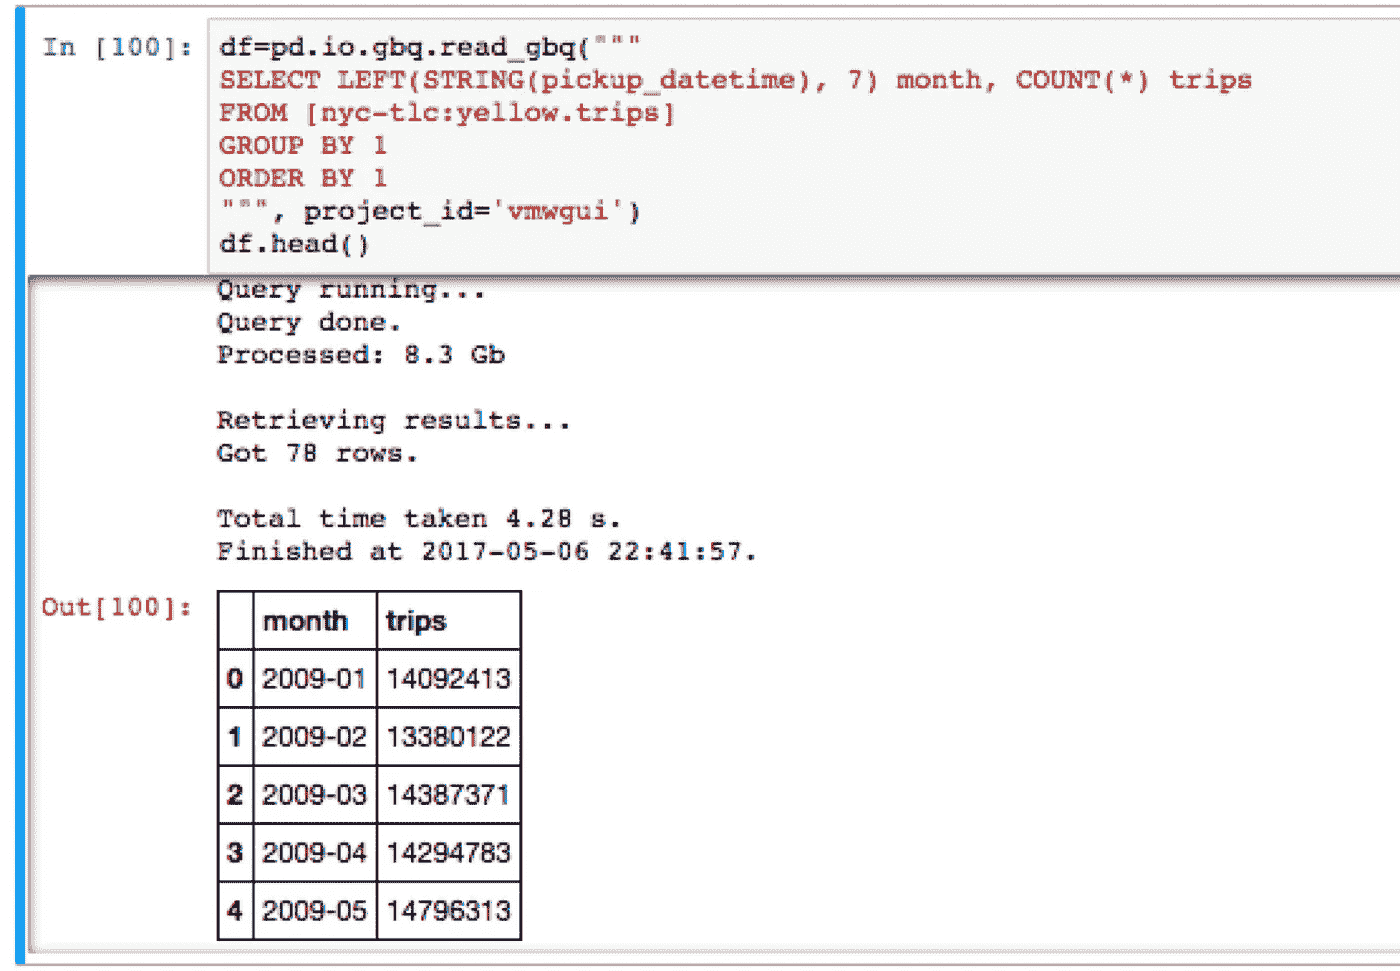 In [100]: df=pd.io.gbq.read_gbq("""
SELECT LEFT(STRING(pickup_datetime), 7) month, COUNT(*) trips
FROM [nyc-tlc:yellow.trips]
GROUP BY 1
ORDER BY 1
""", project_id='vmwgui')
df.head()
Query running...
Query done.
Processed: 8.3 Gb
Retrieving results...
Got 78 rows.
Total time taken 4.28 s.
Finished at 2017-05-06 22:41:57.
Out[100]:
month trips
0 2009-01 14092413
1 2009-02 13380122
2 2009-03 14387371
3 2009-04 14294783
4 2009-05 14796313